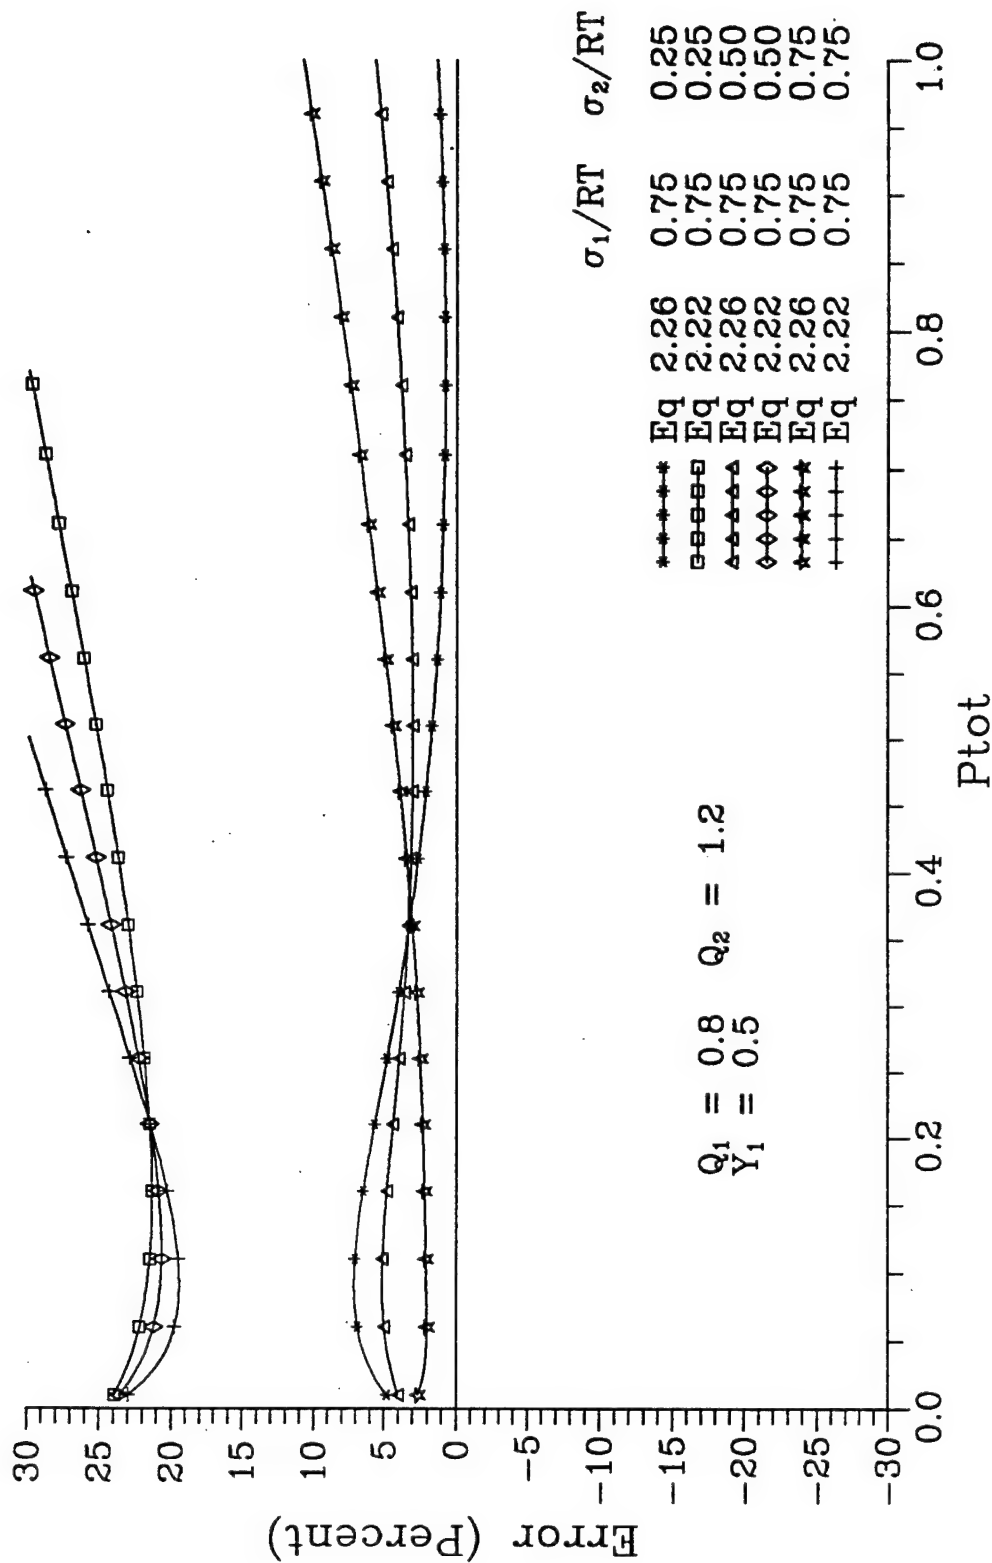 Error (Percent)
30
25
20
15
10
5
0
-5
-10
-15
-20
-25
-30
0.0
0.2
0.4
0.6
0.8
1.0
Ptot
Q₁ = 0.8 Q₂ = 1.2
Y₁ = 0.5
σ₁/RT σ₂/RT
Eq 2.26 0.75 0.25
Eq 2.22 0.75 0.25
Eq 2.26 0.75 0.50
Eq 2.22 0.75 0.50
Eq 2.26 0.75 0.75
Eq 2.22 0.75 0.75